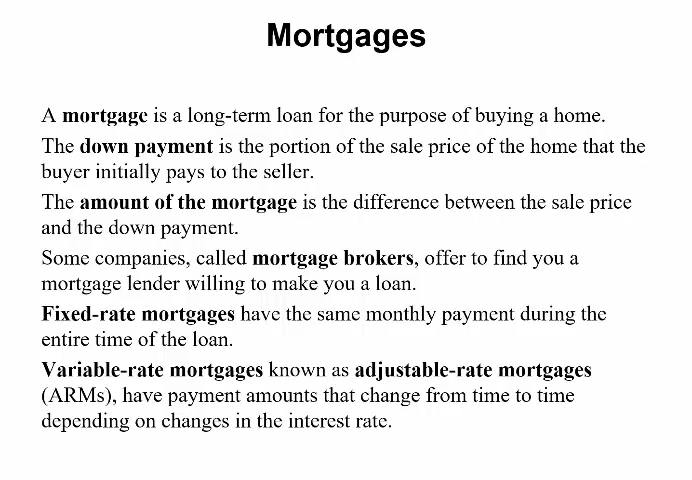 Mortgages
A mortgage is a long-term loan for the purpose of buying a home.
The down payment is the portion of the sale price of the home that the
buyer initially pays to the seller.
The amount of the mortgage is the difference between the sale price
and the down payment.
Some companies, called mortgage brokers, offer to find you a
mortgage lender willing to make you a loan.
Fixed-rate mortgages have the same monthly payment during the
entire time of the loan.
Variable-rate mortgages known as adjustable-rate mortgages
(ARMs), have payment amounts that change from time to time
depending on changes in the interest rate.